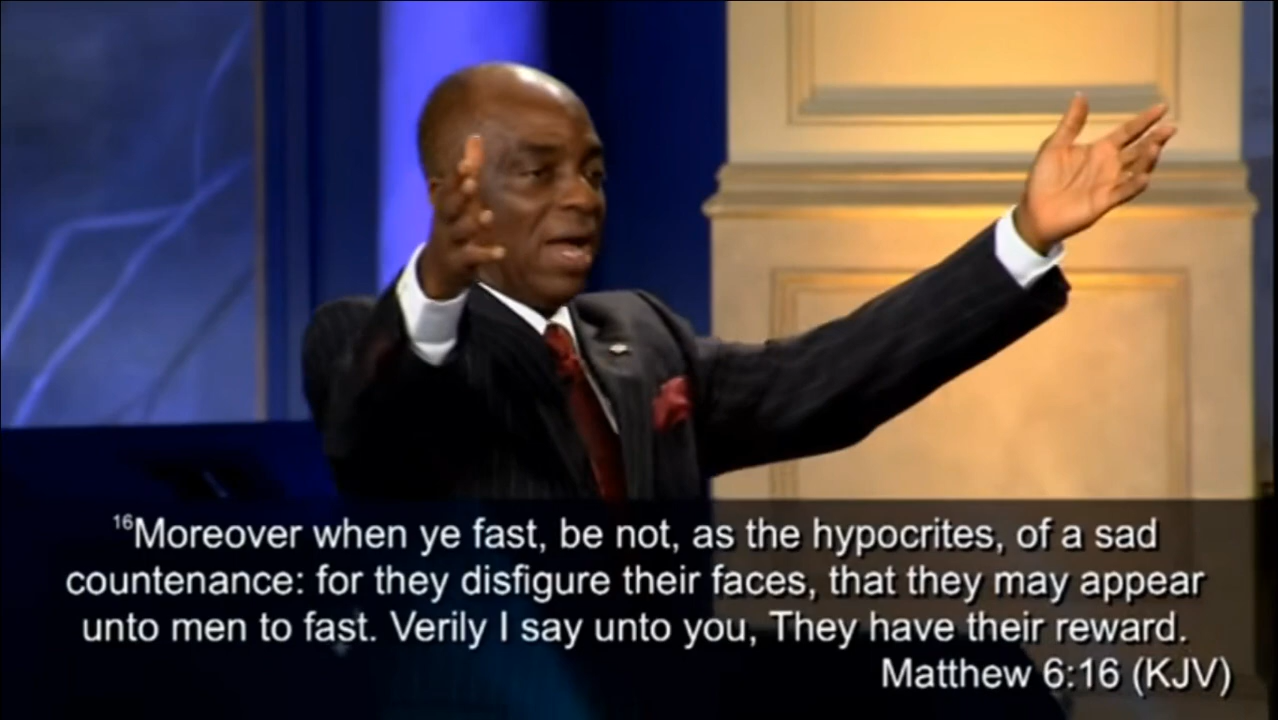 ¹⁶Moreover when ye fast, be not, as the hypocrites, of a sad
countenance: for they disfigure their faces, that they may appear
unto men to fast. Verily I say unto you, They have their reward.
Matthew 6:16 (KJV)